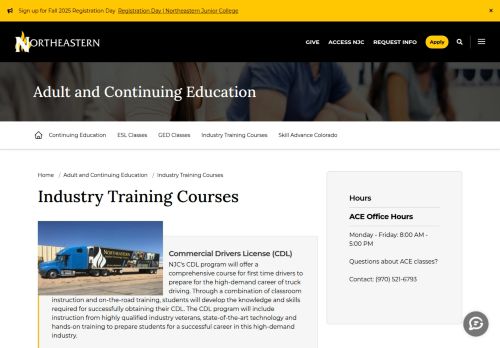 Sign up for Fall 2025 Registration Day Registration Day | Northeastern Junior College ×
NORTHEASTERN
GIVE ACCESS NJC REQUEST INFO Apply
Adult and Continuing Education
Continuing Education ESL Classes GED Classes Industry Training Courses Skill Advance Colorado
Home / Adult and Continuing Education / Industry Training Courses
Industry Training Courses
Commercial Drivers License (CDL)
NJC's CDL program will offer a
comprehensive course for first time drivers to
prepare for the high-demand career of truck
driving. Through a combination of classroom
instruction and on-the-road training, students will develop the knowledge and skills
required for successfully obtaining their CDL. The CDL program will include
instruction from highly qualified industry veterans, state-of-the-art technology and
hands-on training to prepare students for a successful career in this high-demand
industry.
Hours
ACE Office Hours
Monday - Friday: 8:00 AM -
5:00 PM
Questions about ACE classes?
Contact: (970) 521-6793